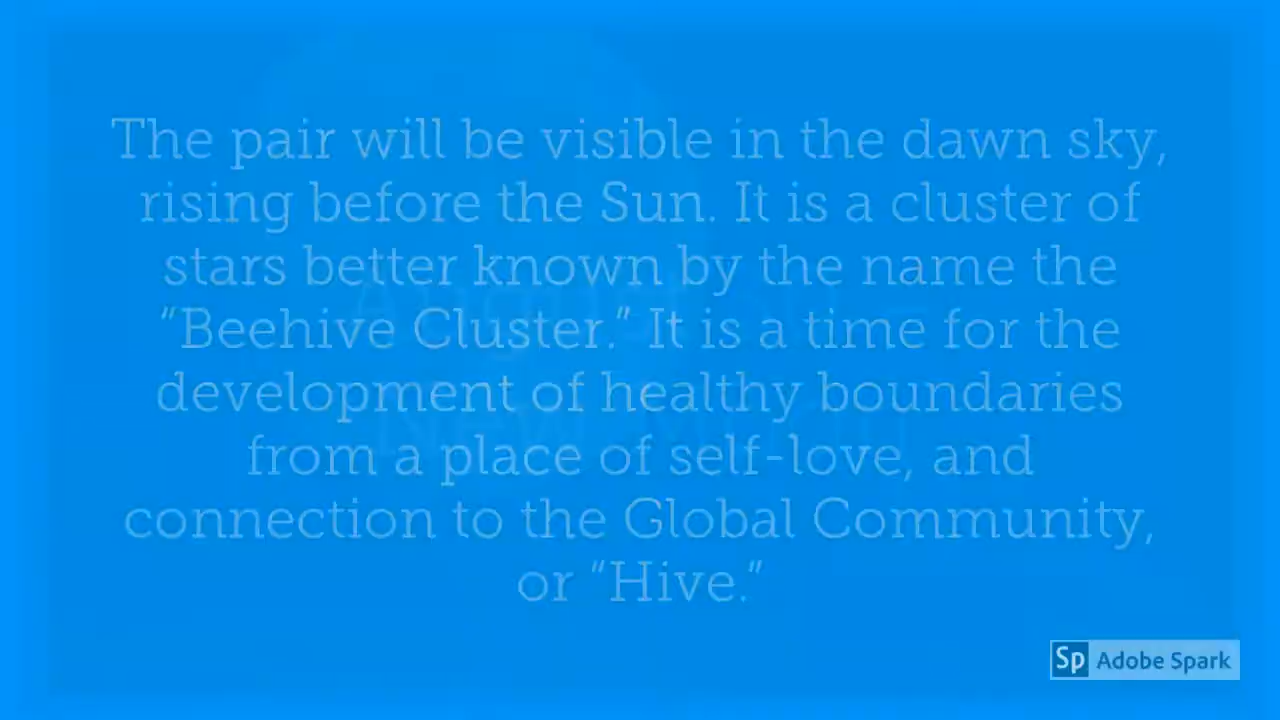 The pair will be visible in the dawn sky,
rising before the Sun. It is a cluster of
stars better known by the name the
"Beehive Cluster." It is a time for the
development of healthy boundaries
from a place of self-love, and
connection to the Global Community,
or "Hive."
Sp Adobe Spark